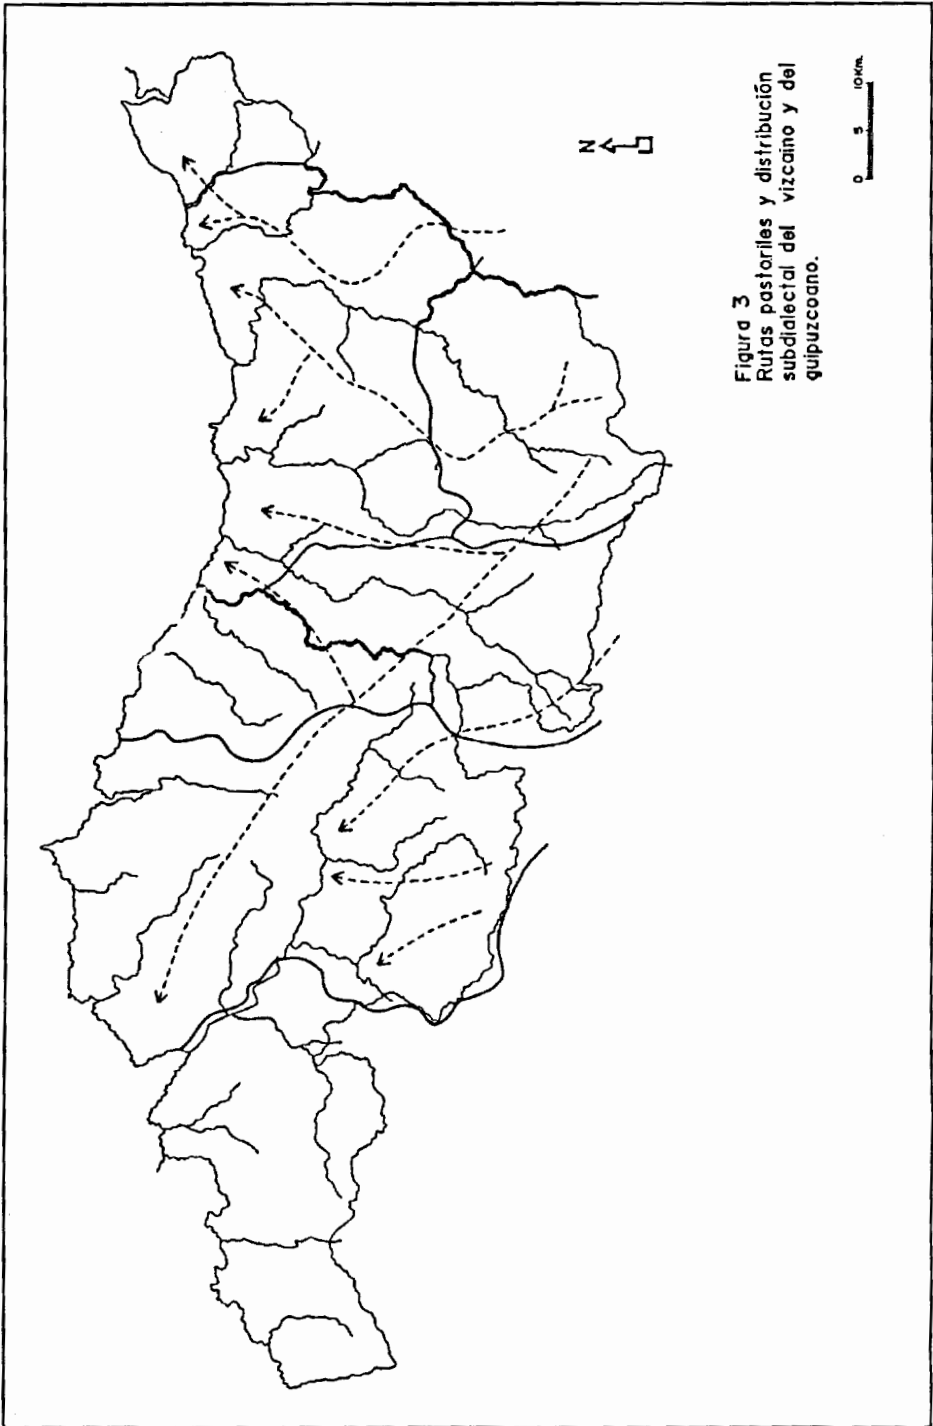 N
Figura 3
Rutas pastoriles y distribución
subdialectal del vizcaino y del
guipuzcoano.
0 5 10Km.